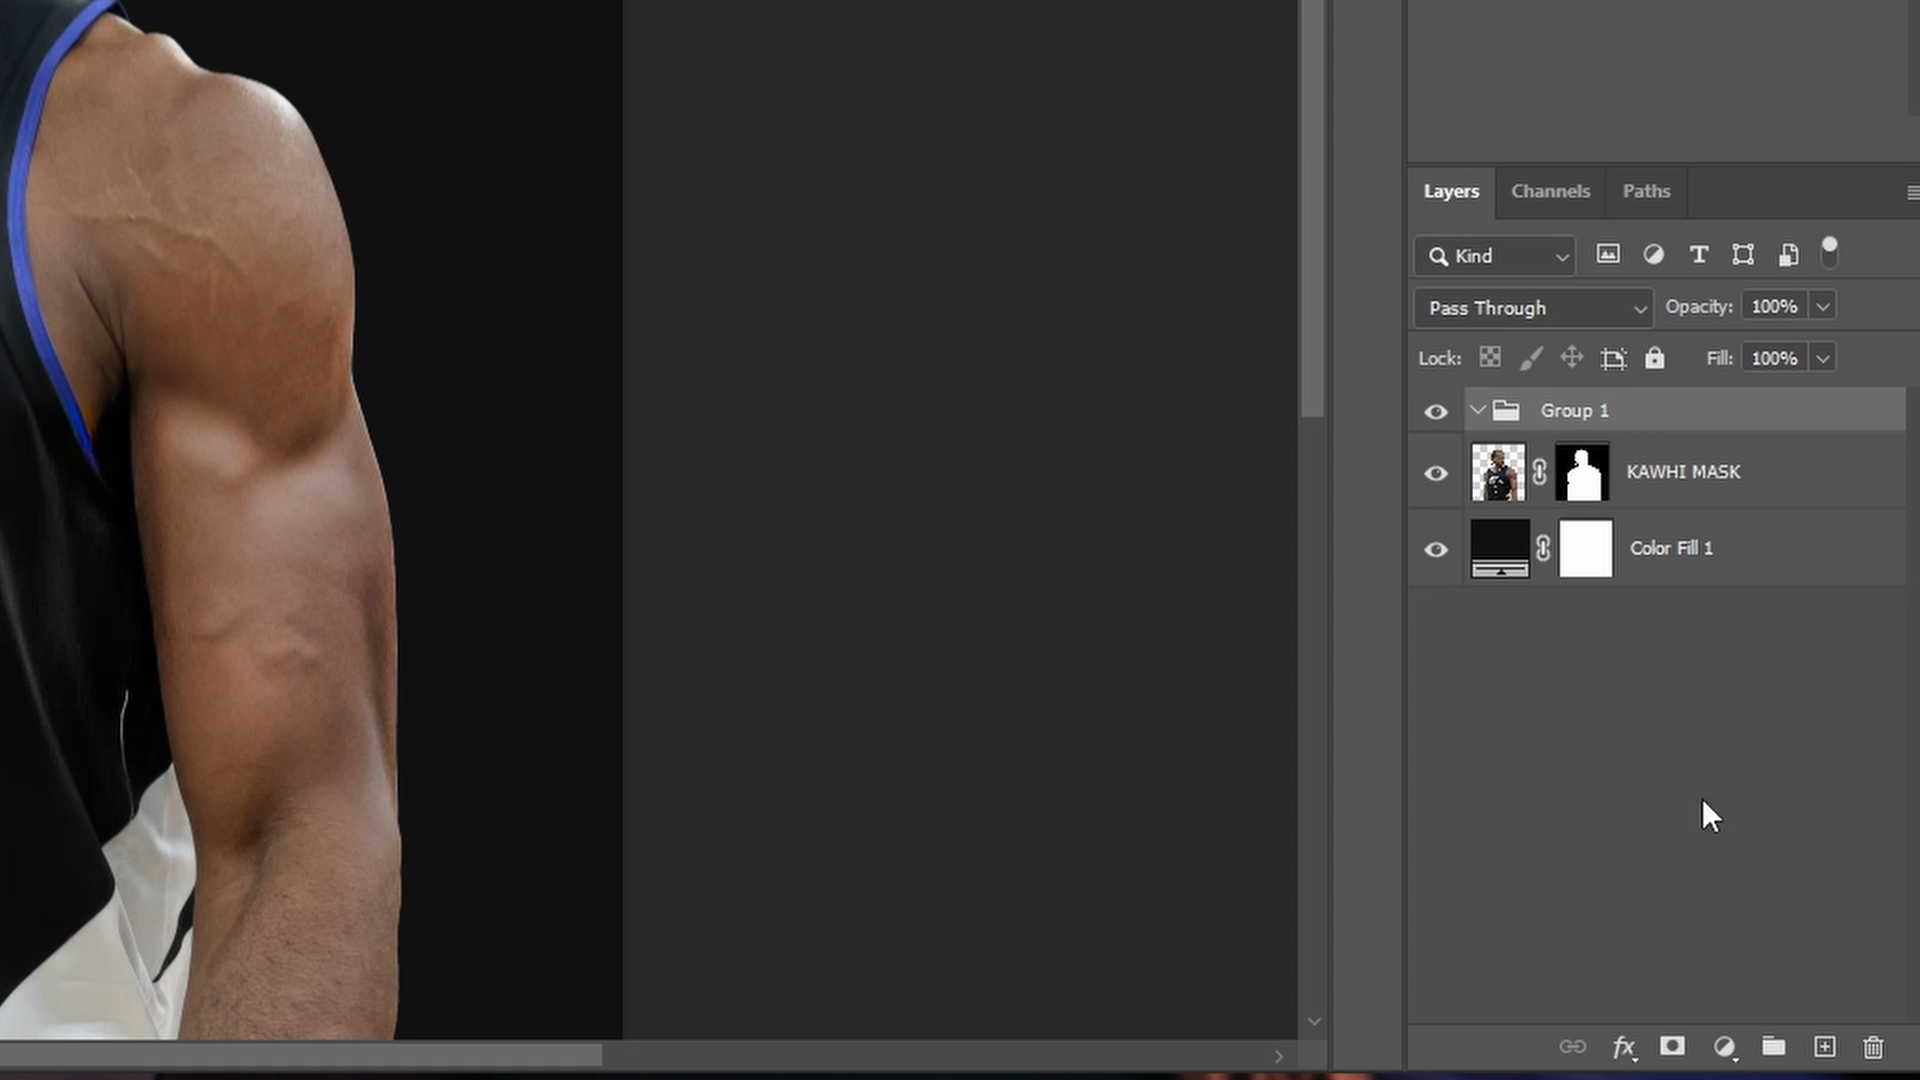 Layers Channels Paths
Kind
Pass Through Opacity: 100%
Lock: Fill: 100%
Group 1
KAWHI MASK
Color Fill 1
fx